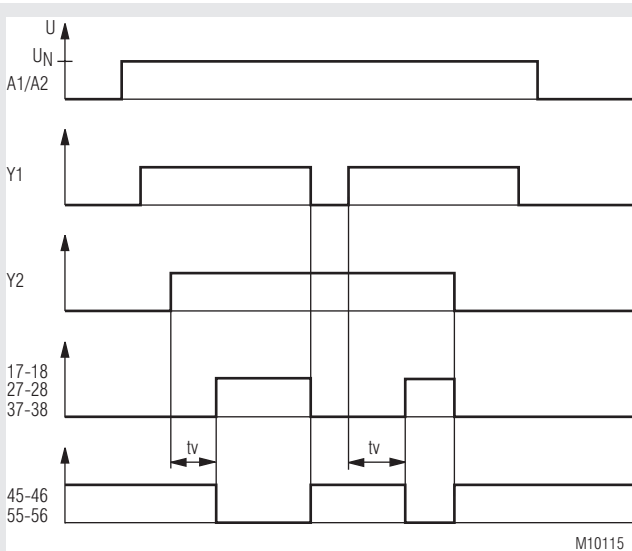 U
UN
A1/A2
Y1
Y2
17-18
27-28
37-38
tv
tv
45-46
55-56
M10115